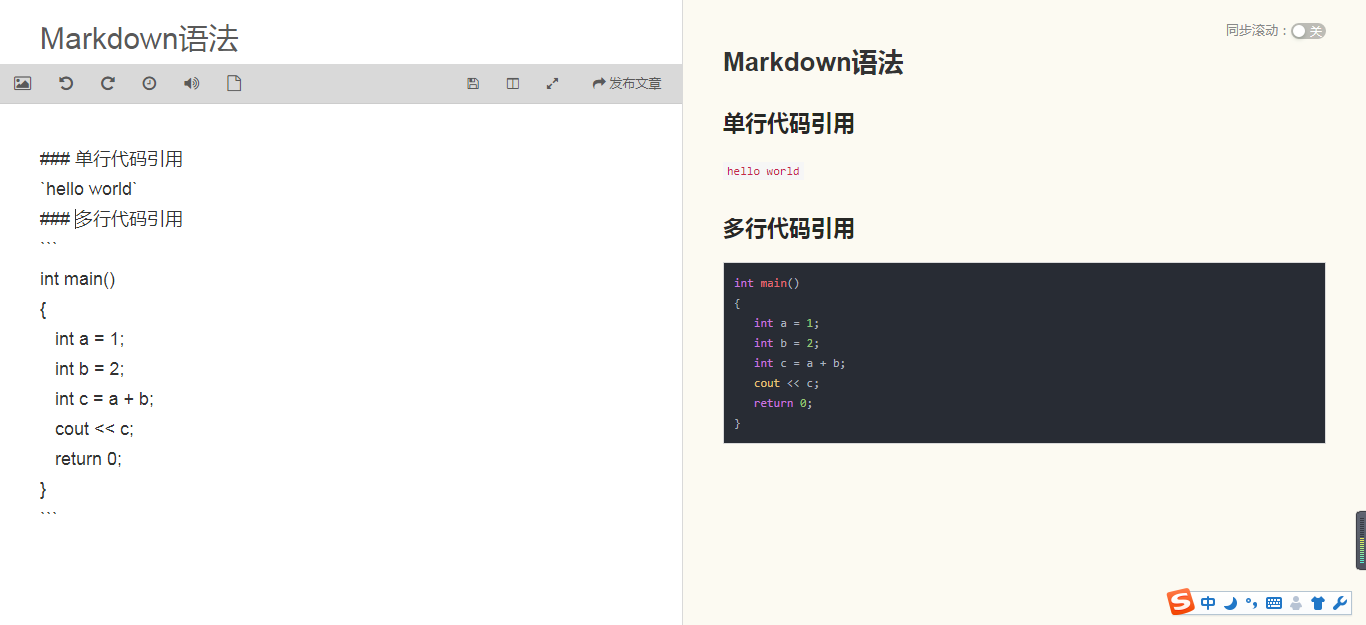 Markdown语法
发布文章
### 单行代码引用
`hello world`
### 多行代码引用
```
int main()
{
   int a = 1;
   int b = 2;
   int c = a + b;
   cout << c;
   return 0;
}
```
同步滚动 : 关
Markdown语法
单行代码引用
hello world
多行代码引用
int main()
{
   int a = 1;
   int b = 2;
   int c = a + b;
   cout << c;
   return 0;
}
S 中